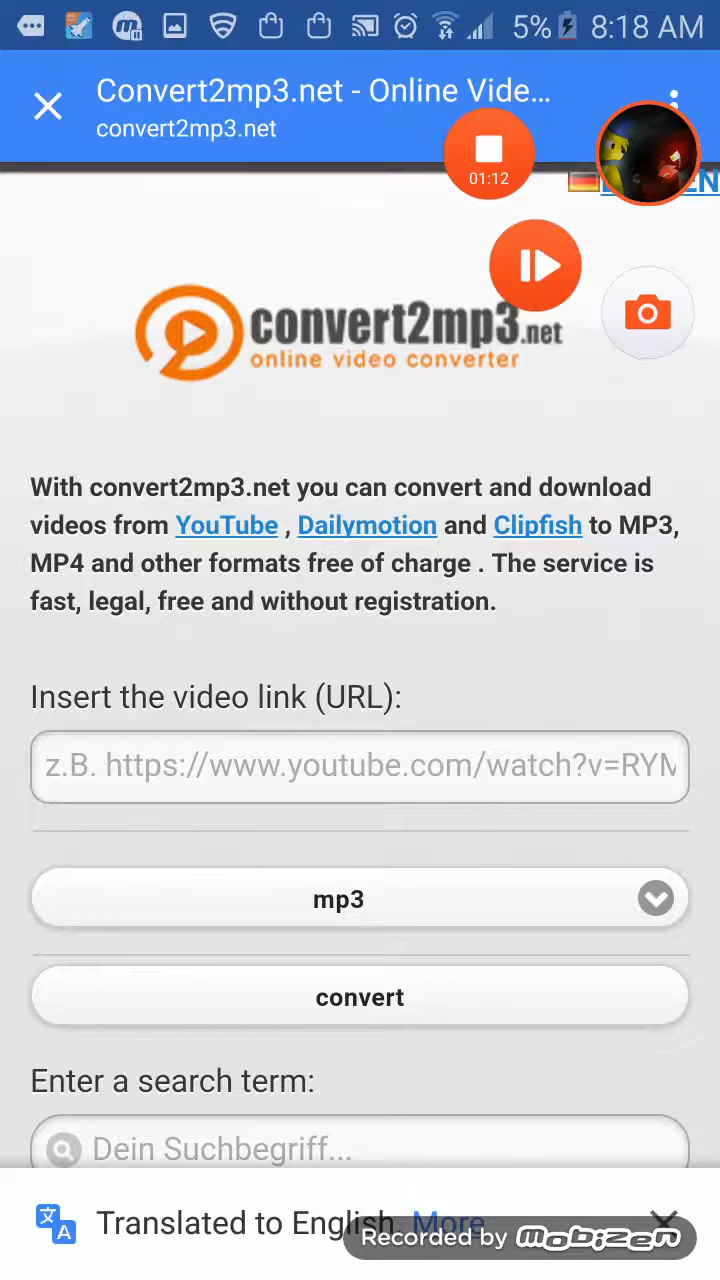 5% 8:18 AM
Convert2mp3.net - Online Vide...
convert2mp3.net
01:12
EN
convert2mp3.net
online video converter
With convert2mp3.net you can convert and download
videos from YouTube , Dailymotion and Clipfish to MP3,
MP4 and other formats free of charge . The service is
fast, legal, free and without registration.
Insert the video link (URL):
z.B. https://www.youtube.com/watch?v=RYM
mp3
convert
Enter a search term:
Dein Suchbegriff...
Translated to English. More
Recorded by mobizen